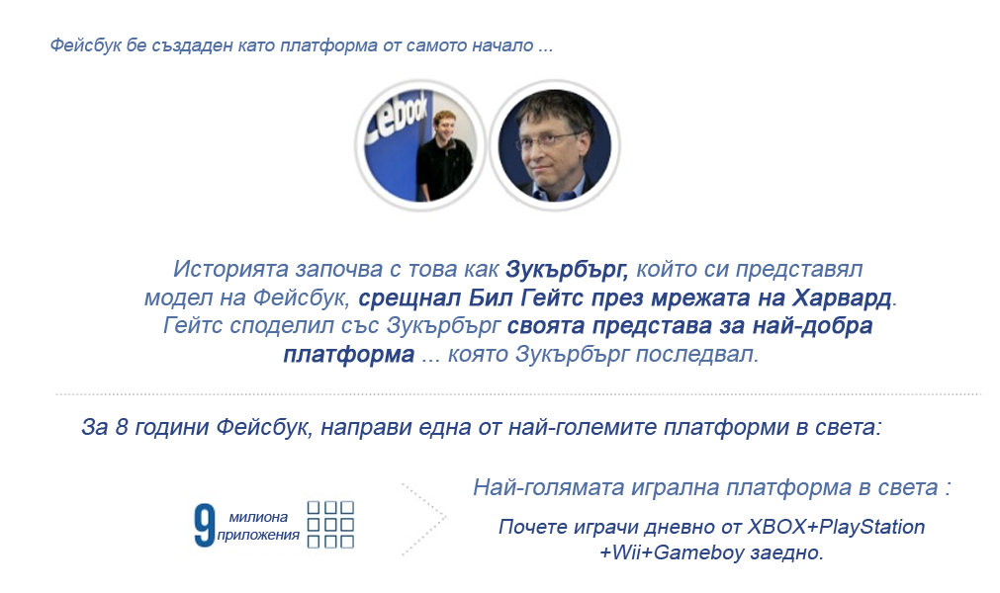 Фейсбук бе създаден като платформа от самото начало ...
cebook
Историята започва с това как Зукърбърг, който си представял
модел на Фейсбук, срещнал Бил Гейтс през мрежата на Харвард.
Гейтс споделил със Зукърбърг своята представа за най-добра
платформа ... която Зукърбърг последвал.
За 8 години Фейсбук, направи една от най-големите платформи в света:
9 милиона
приложения
Най-голямата игрална платформа в света :
Почете играчи дневно от XBOX+PlayStation
+Wii+Gameboy заедно.